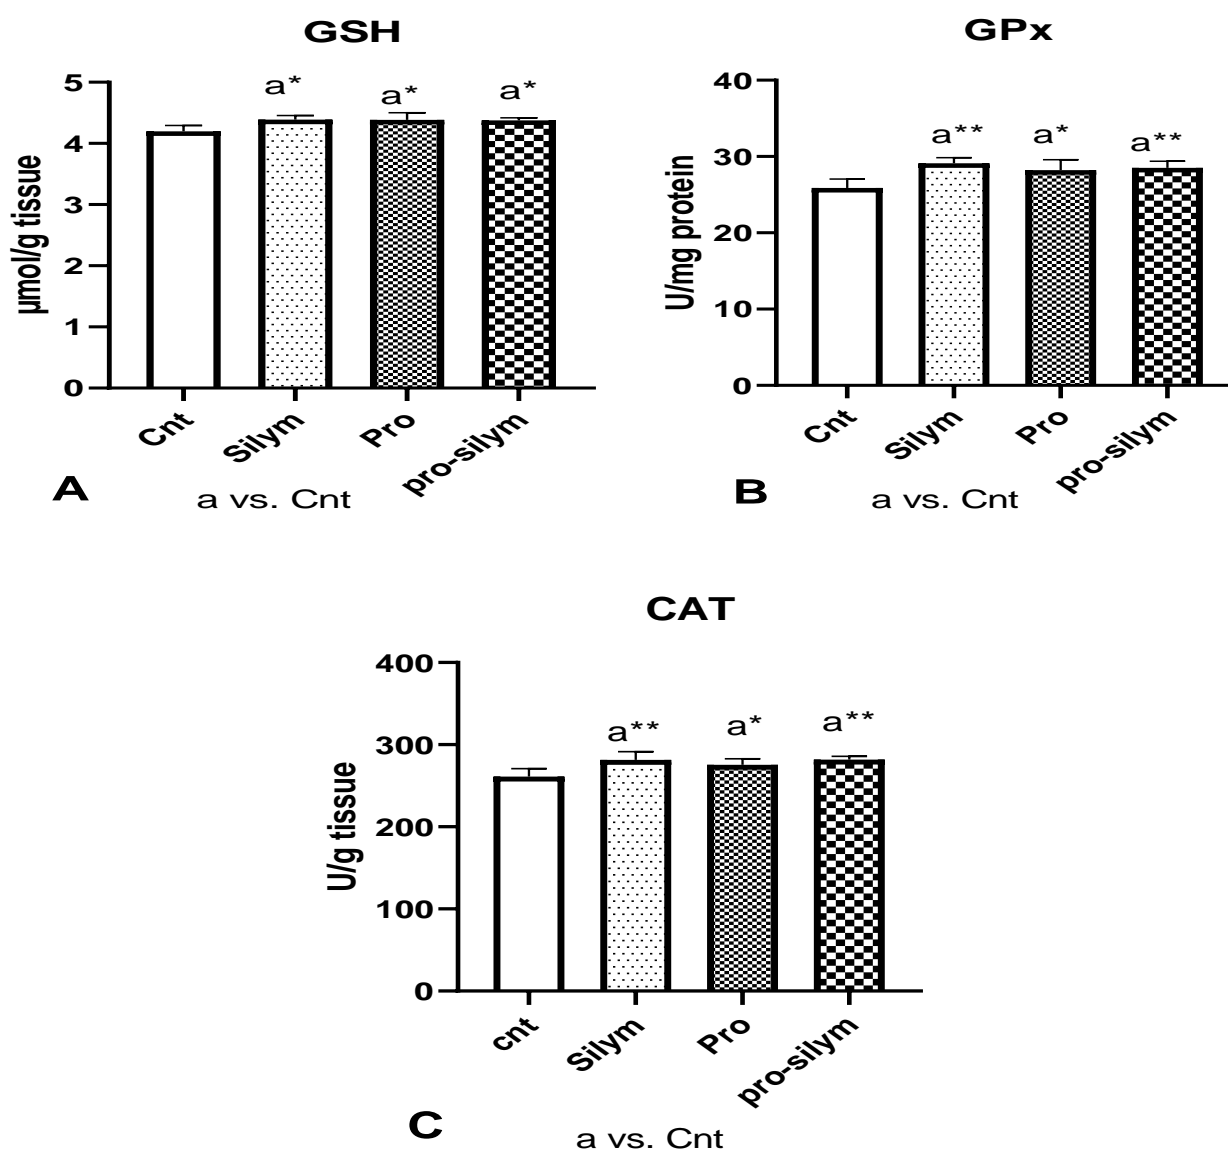 GSH
5
4
3
2
1
0
µmol/g tissue
a*
a*
a*
Cnt
Silym
Pro
pro-silym
A
a vs. Cnt
GPx
40
30
20
10
0
U/mg protein
a**
a*
a**
Cnt
Silym
Pro
pro-silym
B
a vs. Cnt
CAT
400
300
200
100
0
U/g tissue
a**
a*
a**
cnt
Silym
Pro
pro-silym
C
a vs. Cnt